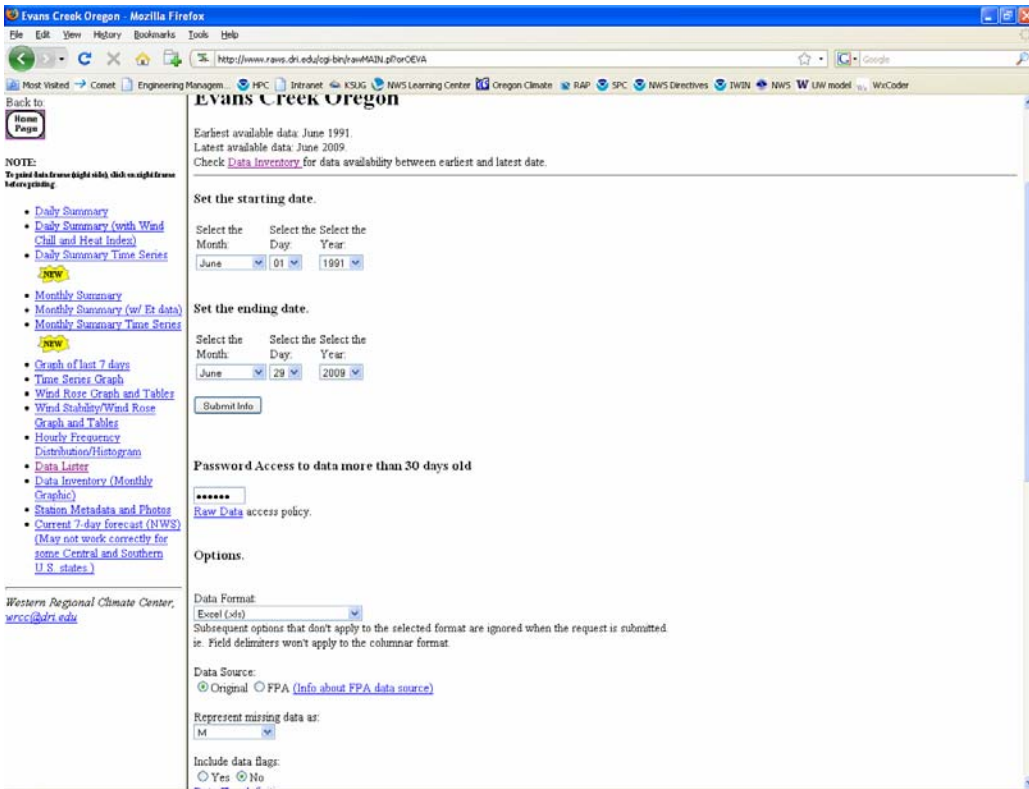 Evans Creek Oregon - Mozilla Firefox
File Edit View History Bookmarks Tools Help
http://www.raws.dri.edu/cgi-bin/rawMAIN.pl?orOEVA
Google
Most Visited Comet Engineering Managem... HPC Intranet KSUG NWS Learning Center Oregon Climate RAP SPC NWS Directives IWIN NWS W UW model WxCoder
Back to:
Home
Page
NOTE:
To print data frame (right side), click on right frame
before printing.
Daily Summary
Daily Summary (with Wind
Chill and Heat Index)
Daily Summary Time Series
NEW
Monthly Summary
Monthly Summary (w/ Et data)
Monthly Summary Time Series
NEW
Graph of last 7 days
Time Series Graph
Wind Rose Graph and Tables
Wind Stability/Wind Rose
Graph and Tables
Hourly Frequency
Distribution/Histogram
Data Lister
Data Inventory (Monthly
Graphic)
Station Metadata and Photos
Current 7-day forecast (NWS)
(May not work correctly for
some Central and Southern
U.S. states.)
Western Regional Climate Center,
wrcc@dri.edu
Evans Creek Oregon
Earliest available data: June 1991.
Latest available data: June 2009.
Check Data Inventory for data availability between earliest and latest date.
Set the starting date.
Select the Select the Select the
Month: Day: Year:
June 01 1991
Set the ending date.
Select the Select the Select the
Month: Day: Year:
June 29 2009
Submit Info
Password Access to data more than 30 days old
••••••
Raw Data access policy.
Options.
Data Format:
Excel (.xls)
Subsequent options that don't apply to the selected format are ignored when the request is submitted.
ie. Field delimiters won't apply to the columnar format.
Data Source:
Original FPA (Info about FPA data source)
Represent missing data as:
M
Include data flags:
Yes No